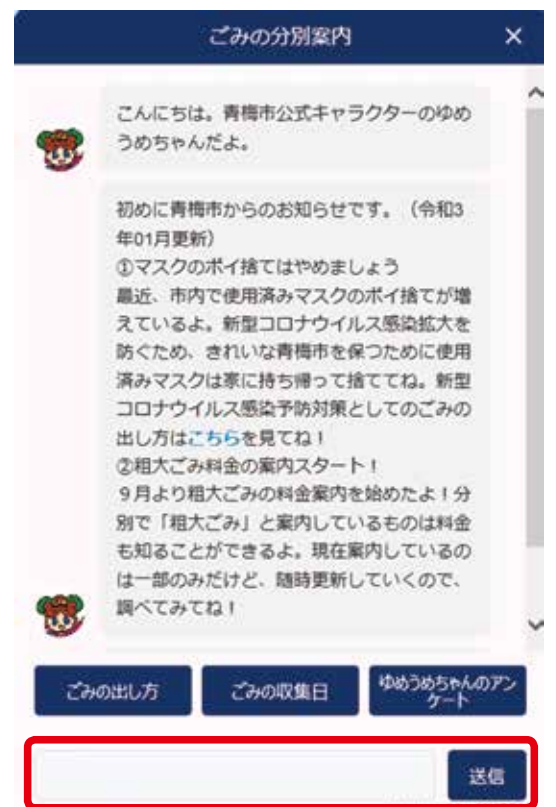 ごみの分別案内
×
こんにちは。青梅市公式キャラクターのゆめ
うめちゃんだよ。
初めに青梅市からのお知らせです。（令和3
年01月更新）
①マスクのポイ捨てはやめましょう
最近、市内で使用済みマスクのポイ捨てが増
えているよ。新型コロナウイルス感染拡大を
防ぐため、きれいな青梅市を保つために使用
済みマスクは家に持ち帰って捨ててね。新型
コロナウイルス感染予防対策としてのごみの
出し方はこちらを見てね！
②粗大ごみ料金の案内スタート！
９月より粗大ごみの料金案内を始めたよ！分
別で「粗大ごみ」と案内しているものは料金
も知ることができるよ。現在案内しているの
は一部のみだけど、随時更新していくので、
調べてみてね！
ごみの出し方
ごみの収集日
ゆめうめちゃんのアン
ケート
送信